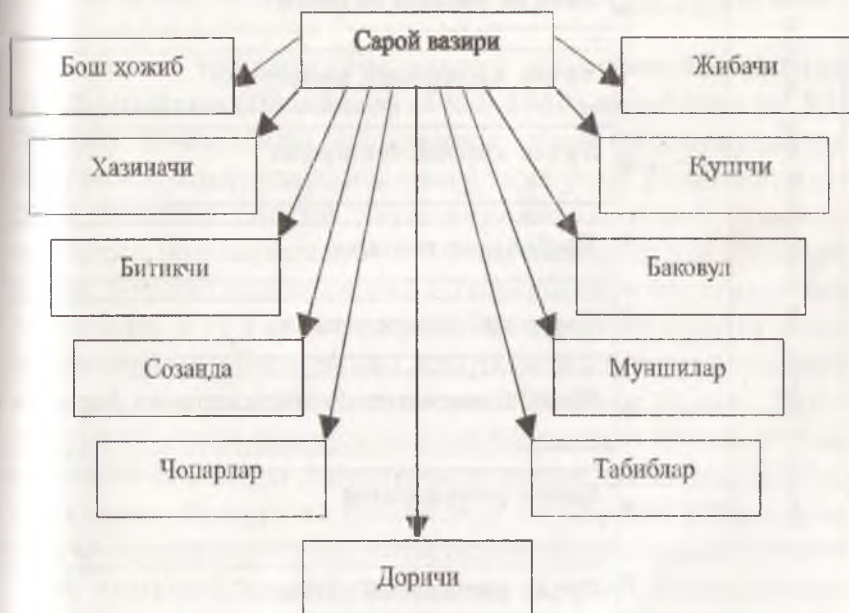 Сарой вазири
Бош ҳожиб
Жибачи
Хазиначи
Қушчи
Битикчи
Баковул
Созанда
Муншилар
Чопарлар
Табиблар
Доричи